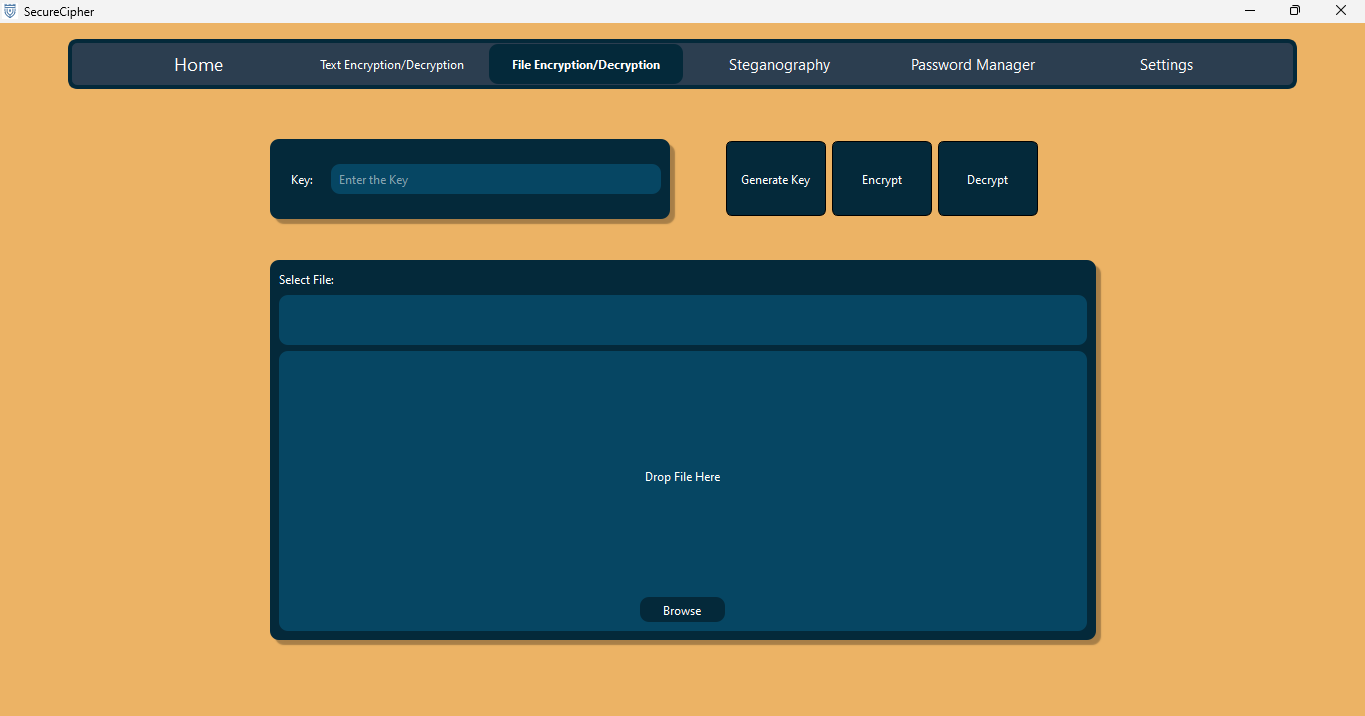 SecureCipher
Home
Text Encryption/Decryption
File Encryption/Decryption
Steganography
Password Manager
Settings
Key:
Enter the Key
Generate Key
Encrypt
Decrypt
Select File:
Drop File Here
Browse